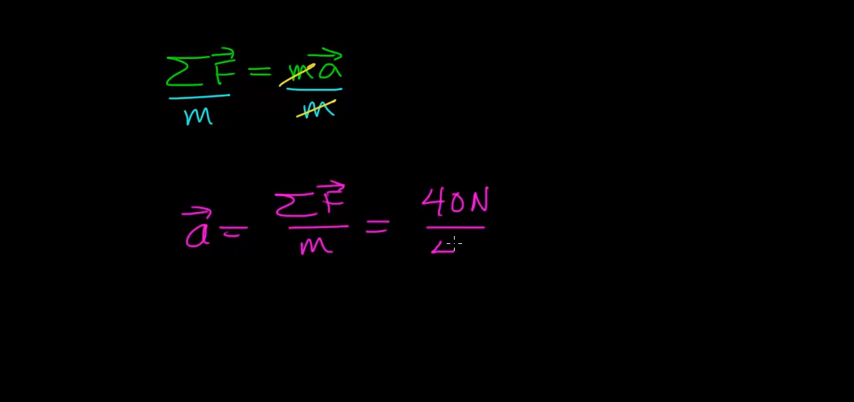 ΣF⃗/m = ma⃗/m
a⃗ = ΣF⃗/m = 40N